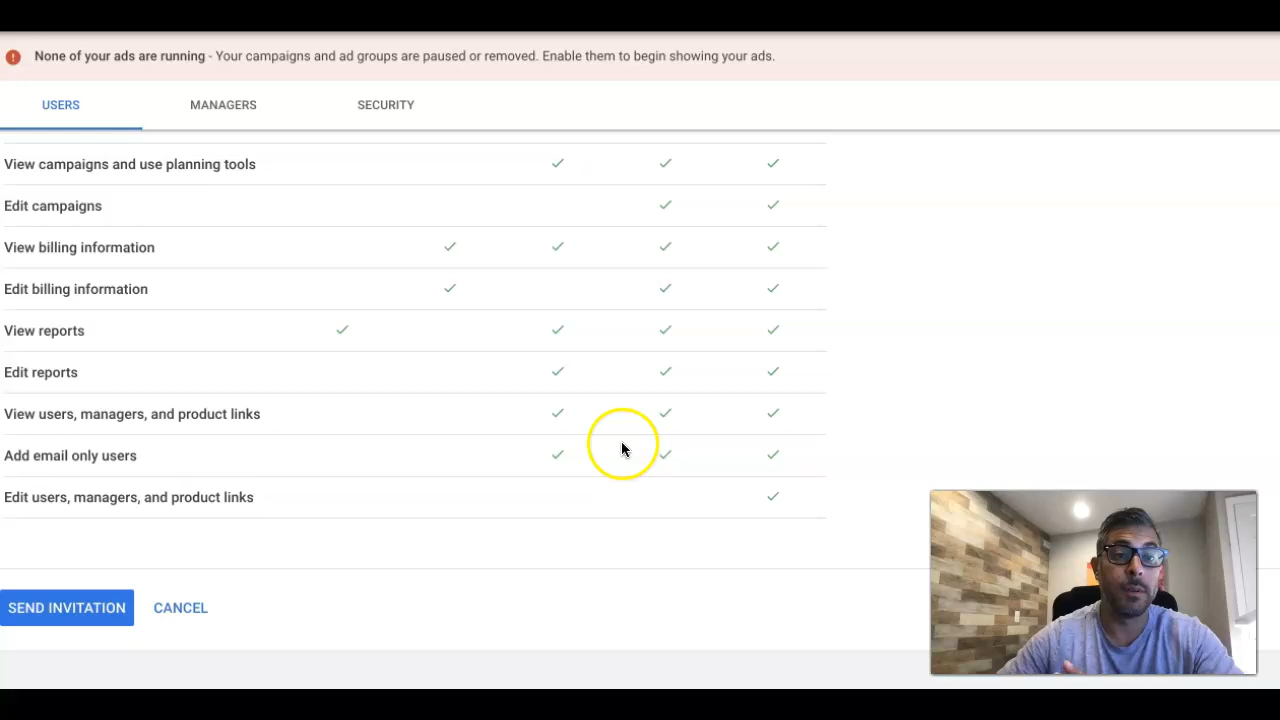 None of your ads are running - Your campaigns and ad groups are paused or removed. Enable them to begin showing your ads.
USERS MANAGERS SECURITY
View campaigns and use planning tools
Edit campaigns
View billing information
Edit billing information
View reports
Edit reports
View users, managers, and product links
Add email only users
Edit users, managers, and product links
SEND INVITATION CANCEL